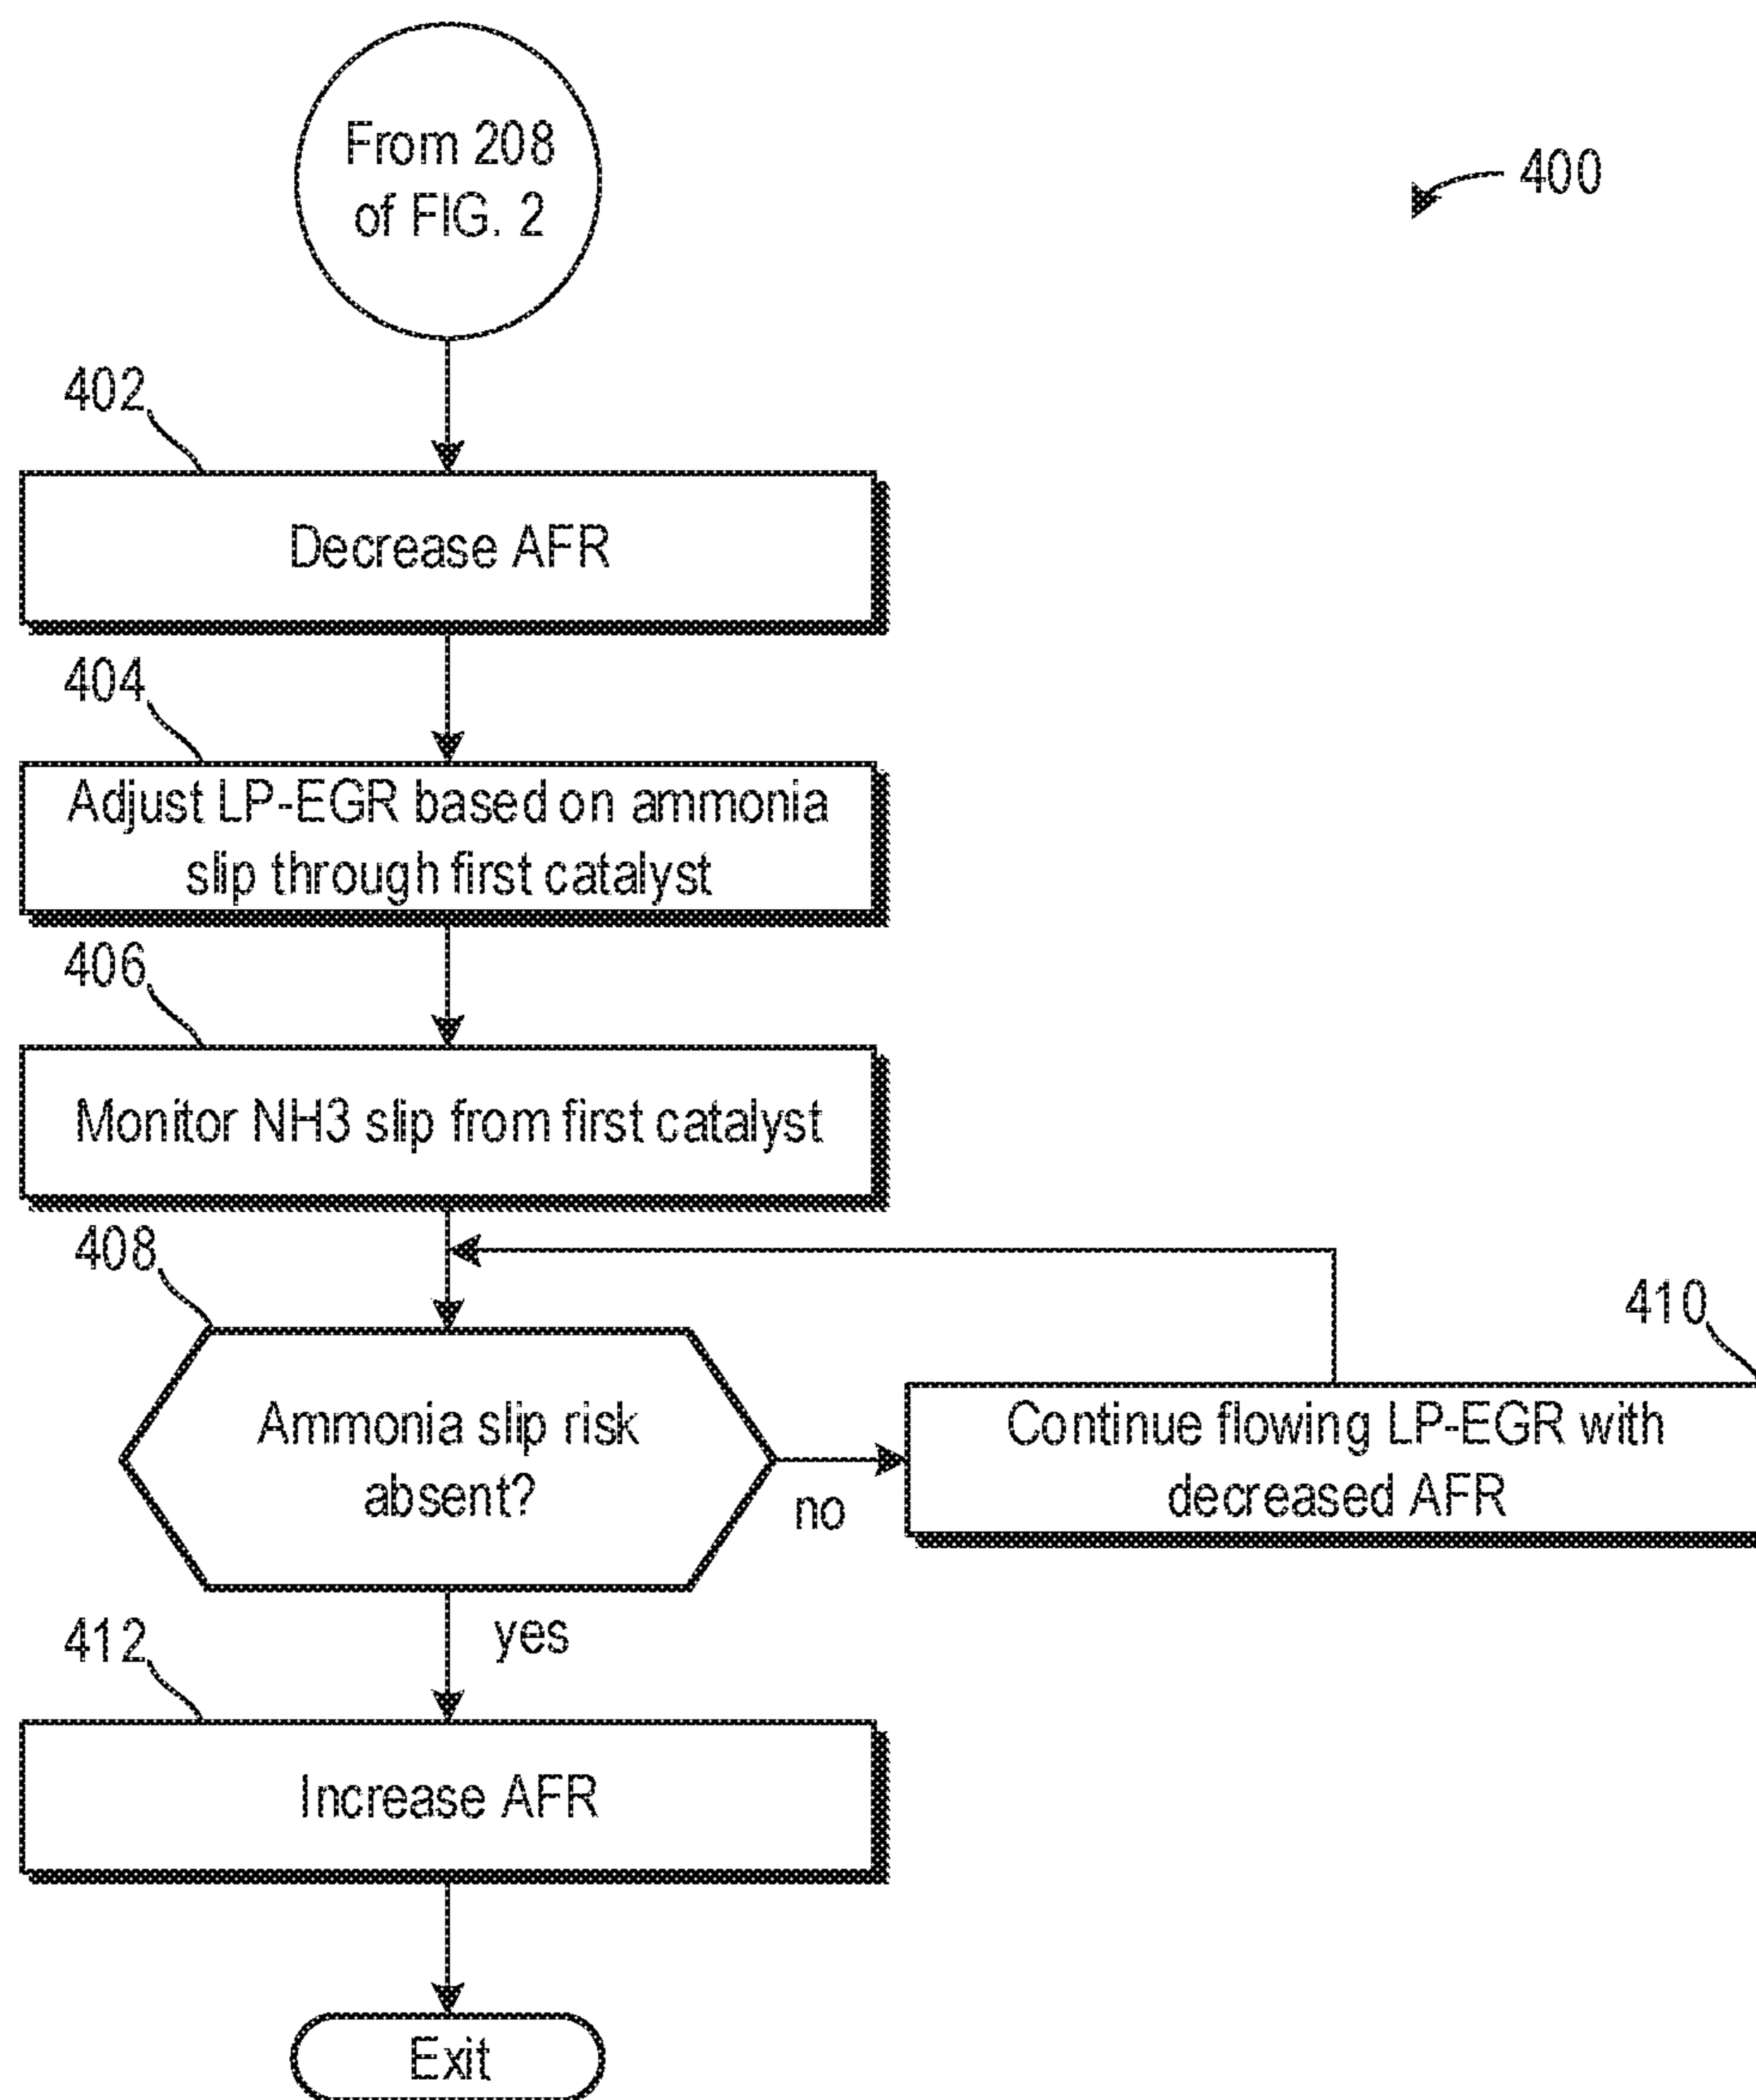 From 208
of FIG. 2
400
402
Decrease AFR
404
Adjust LP-EGR based on ammonia
slip through first catalyst
406
Monitor NH3 slip from first catalyst
408
Ammonia slip risk
absent?
no
410
Continue flowing LP-EGR with
decreased AFR
yes
412
Increase AFR
Exit